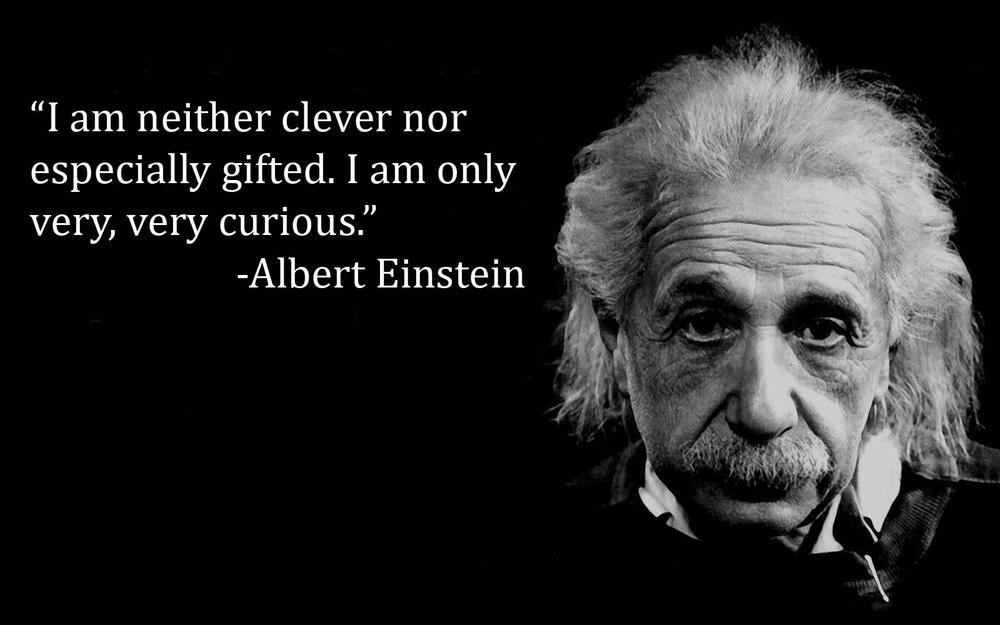 “I am neither clever nor
especially gifted. I am only
very, very curious.”
-Albert Einstein